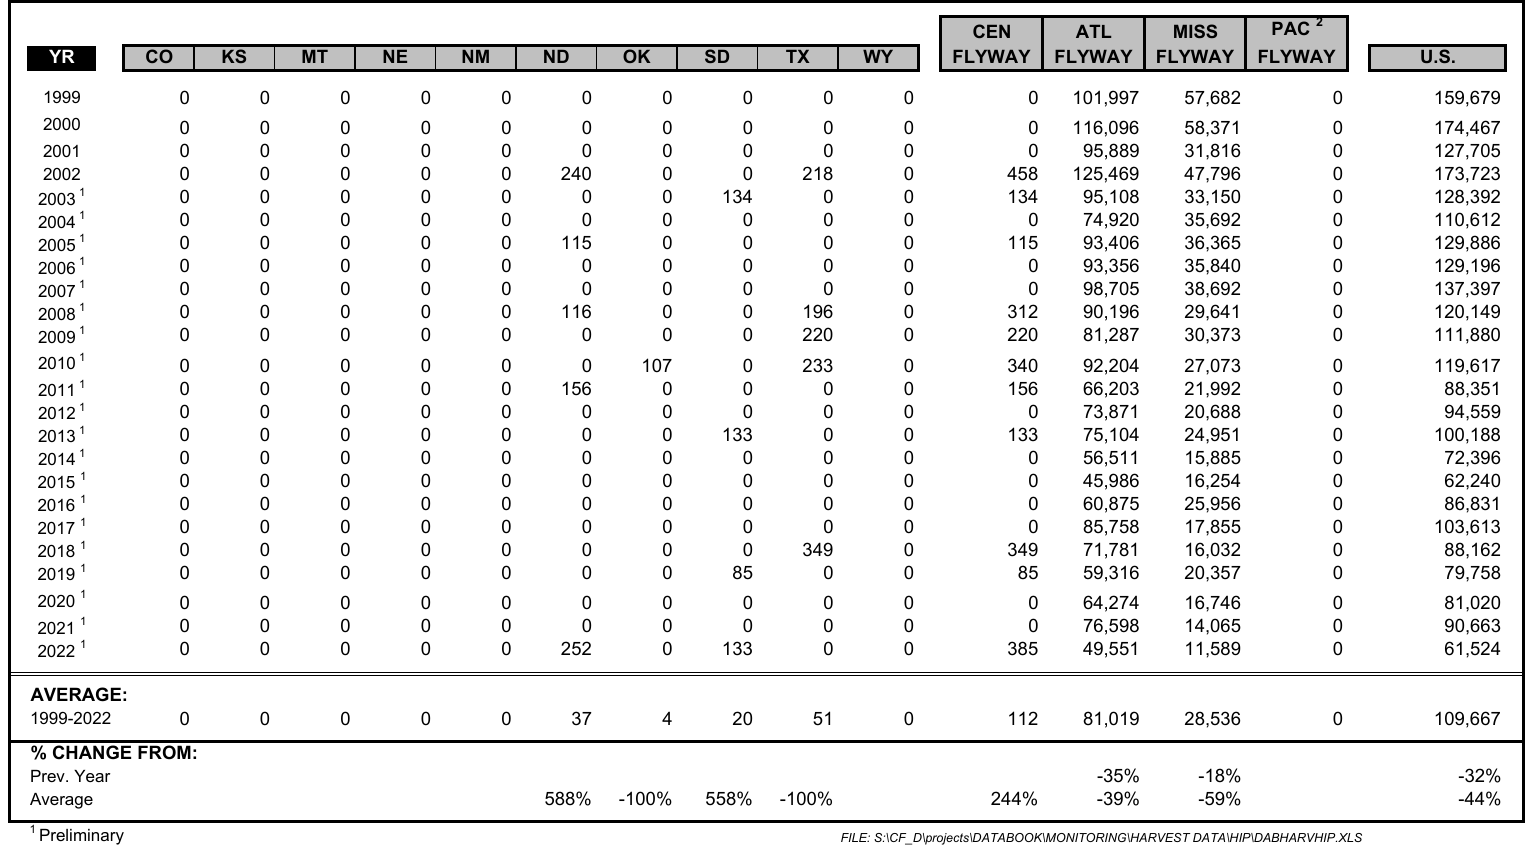 CEN ATL MISS PAC ²
YR CO KS MT NE NM ND OK SD TX WY FLYWAY FLYWAY FLYWAY FLYWAY U.S.
1999 0 0 0 0 0 0 0 0 0 0 0 101,997 57,682 0 159,679
2000 0 0 0 0 0 0 0 0 0 0 0 116,096 58,371 0 174,467
2001 0 0 0 0 0 0 0 0 0 0 0 95,889 31,816 0 127,705
2002 0 0 0 0 0 240 0 0 218 0 458 125,469 47,796 0 173,723
2003 ¹ 0 0 0 0 0 0 0 134 0 0 134 95,108 33,150 0 128,392
2004 ¹ 0 0 0 0 0 0 0 0 0 0 0 74,920 35,692 0 110,612
2005 ¹ 0 0 0 0 0 115 0 0 0 0 115 93,406 36,365 0 129,886
2006 ¹ 0 0 0 0 0 0 0 0 0 0 0 93,356 35,840 0 129,196
2007 ¹ 0 0 0 0 0 0 0 0 0 0 0 98,705 38,692 0 137,397
2008 ¹ 0 0 0 0 0 116 0 0 196 0 312 90,196 29,641 0 120,149
2009 ¹ 0 0 0 0 0 0 0 0 220 0 220 81,287 30,373 0 111,880
2010 ¹ 0 0 0 0 0 0 107 0 233 0 340 92,204 27,073 0 119,617
2011 ¹ 0 0 0 0 0 156 0 0 0 0 156 66,203 21,992 0 88,351
2012 ¹ 0 0 0 0 0 0 0 0 0 0 0 73,871 20,688 0 94,559
2013 ¹ 0 0 0 0 0 0 0 133 0 0 133 75,104 24,951 0 100,188
2014 ¹ 0 0 0 0 0 0 0 0 0 0 0 56,511 15,885 0 72,396
2015 ¹ 0 0 0 0 0 0 0 0 0 0 0 45,986 16,254 0 62,240
2016 ¹ 0 0 0 0 0 0 0 0 0 0 0 60,875 25,956 0 86,831
2017 ¹ 0 0 0 0 0 0 0 0 0 0 0 85,758 17,855 0 103,613
2018 ¹ 0 0 0 0 0 0 0 0 349 0 349 71,781 16,032 0 88,162
2019 ¹ 0 0 0 0 0 0 0 85 0 0 85 59,316 20,357 0 79,758
2020 ¹ 0 0 0 0 0 0 0 0 0 0 0 64,274 16,746 0 81,020
2021 ¹ 0 0 0 0 0 0 0 0 0 0 0 76,598 14,065 0 90,663
2022 ¹ 0 0 0 0 0 252 0 133 0 0 385 49,551 11,589 0 61,524
AVERAGE:
1999-2022 0 0 0 0 0 37 4 20 51 0 112 81,019 28,536 0 109,667
% CHANGE FROM:
Prev. Year -35% -18% -32%
Average 588% -100% 558% -100% 244% -39% -59% -44%
¹ Preliminary FILE: S:\CF_D\projects\DATABOOK\MONITORING\HARVEST DATA\HIP\DABHARVHIP.XLS